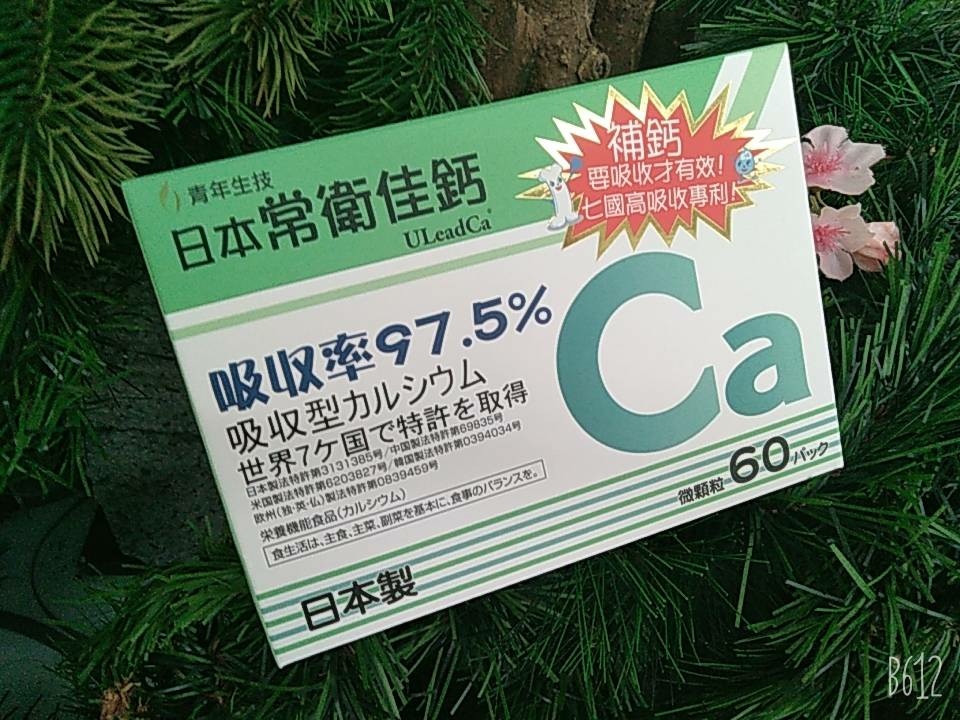 青年生技
日本常衛佳鈣
ULeadCa
補鈣
要吸收才有效!
七國高吸收專利!
Ca
吸収率97.5%
吸収型カルシウム
世界7ケ国で特許を取得
日本製法特許第3131385号/中国製法特許第69835号
米国製法特許第6203827号/韓国製法特許第0394034号
欧州(独・英・仏)製法特許第0839459号
栄養機能食品(カルシウム)
食生活は、主食、主菜、副菜を基本に、食事のバランスを。
微顆粒60パック
日本製
B612